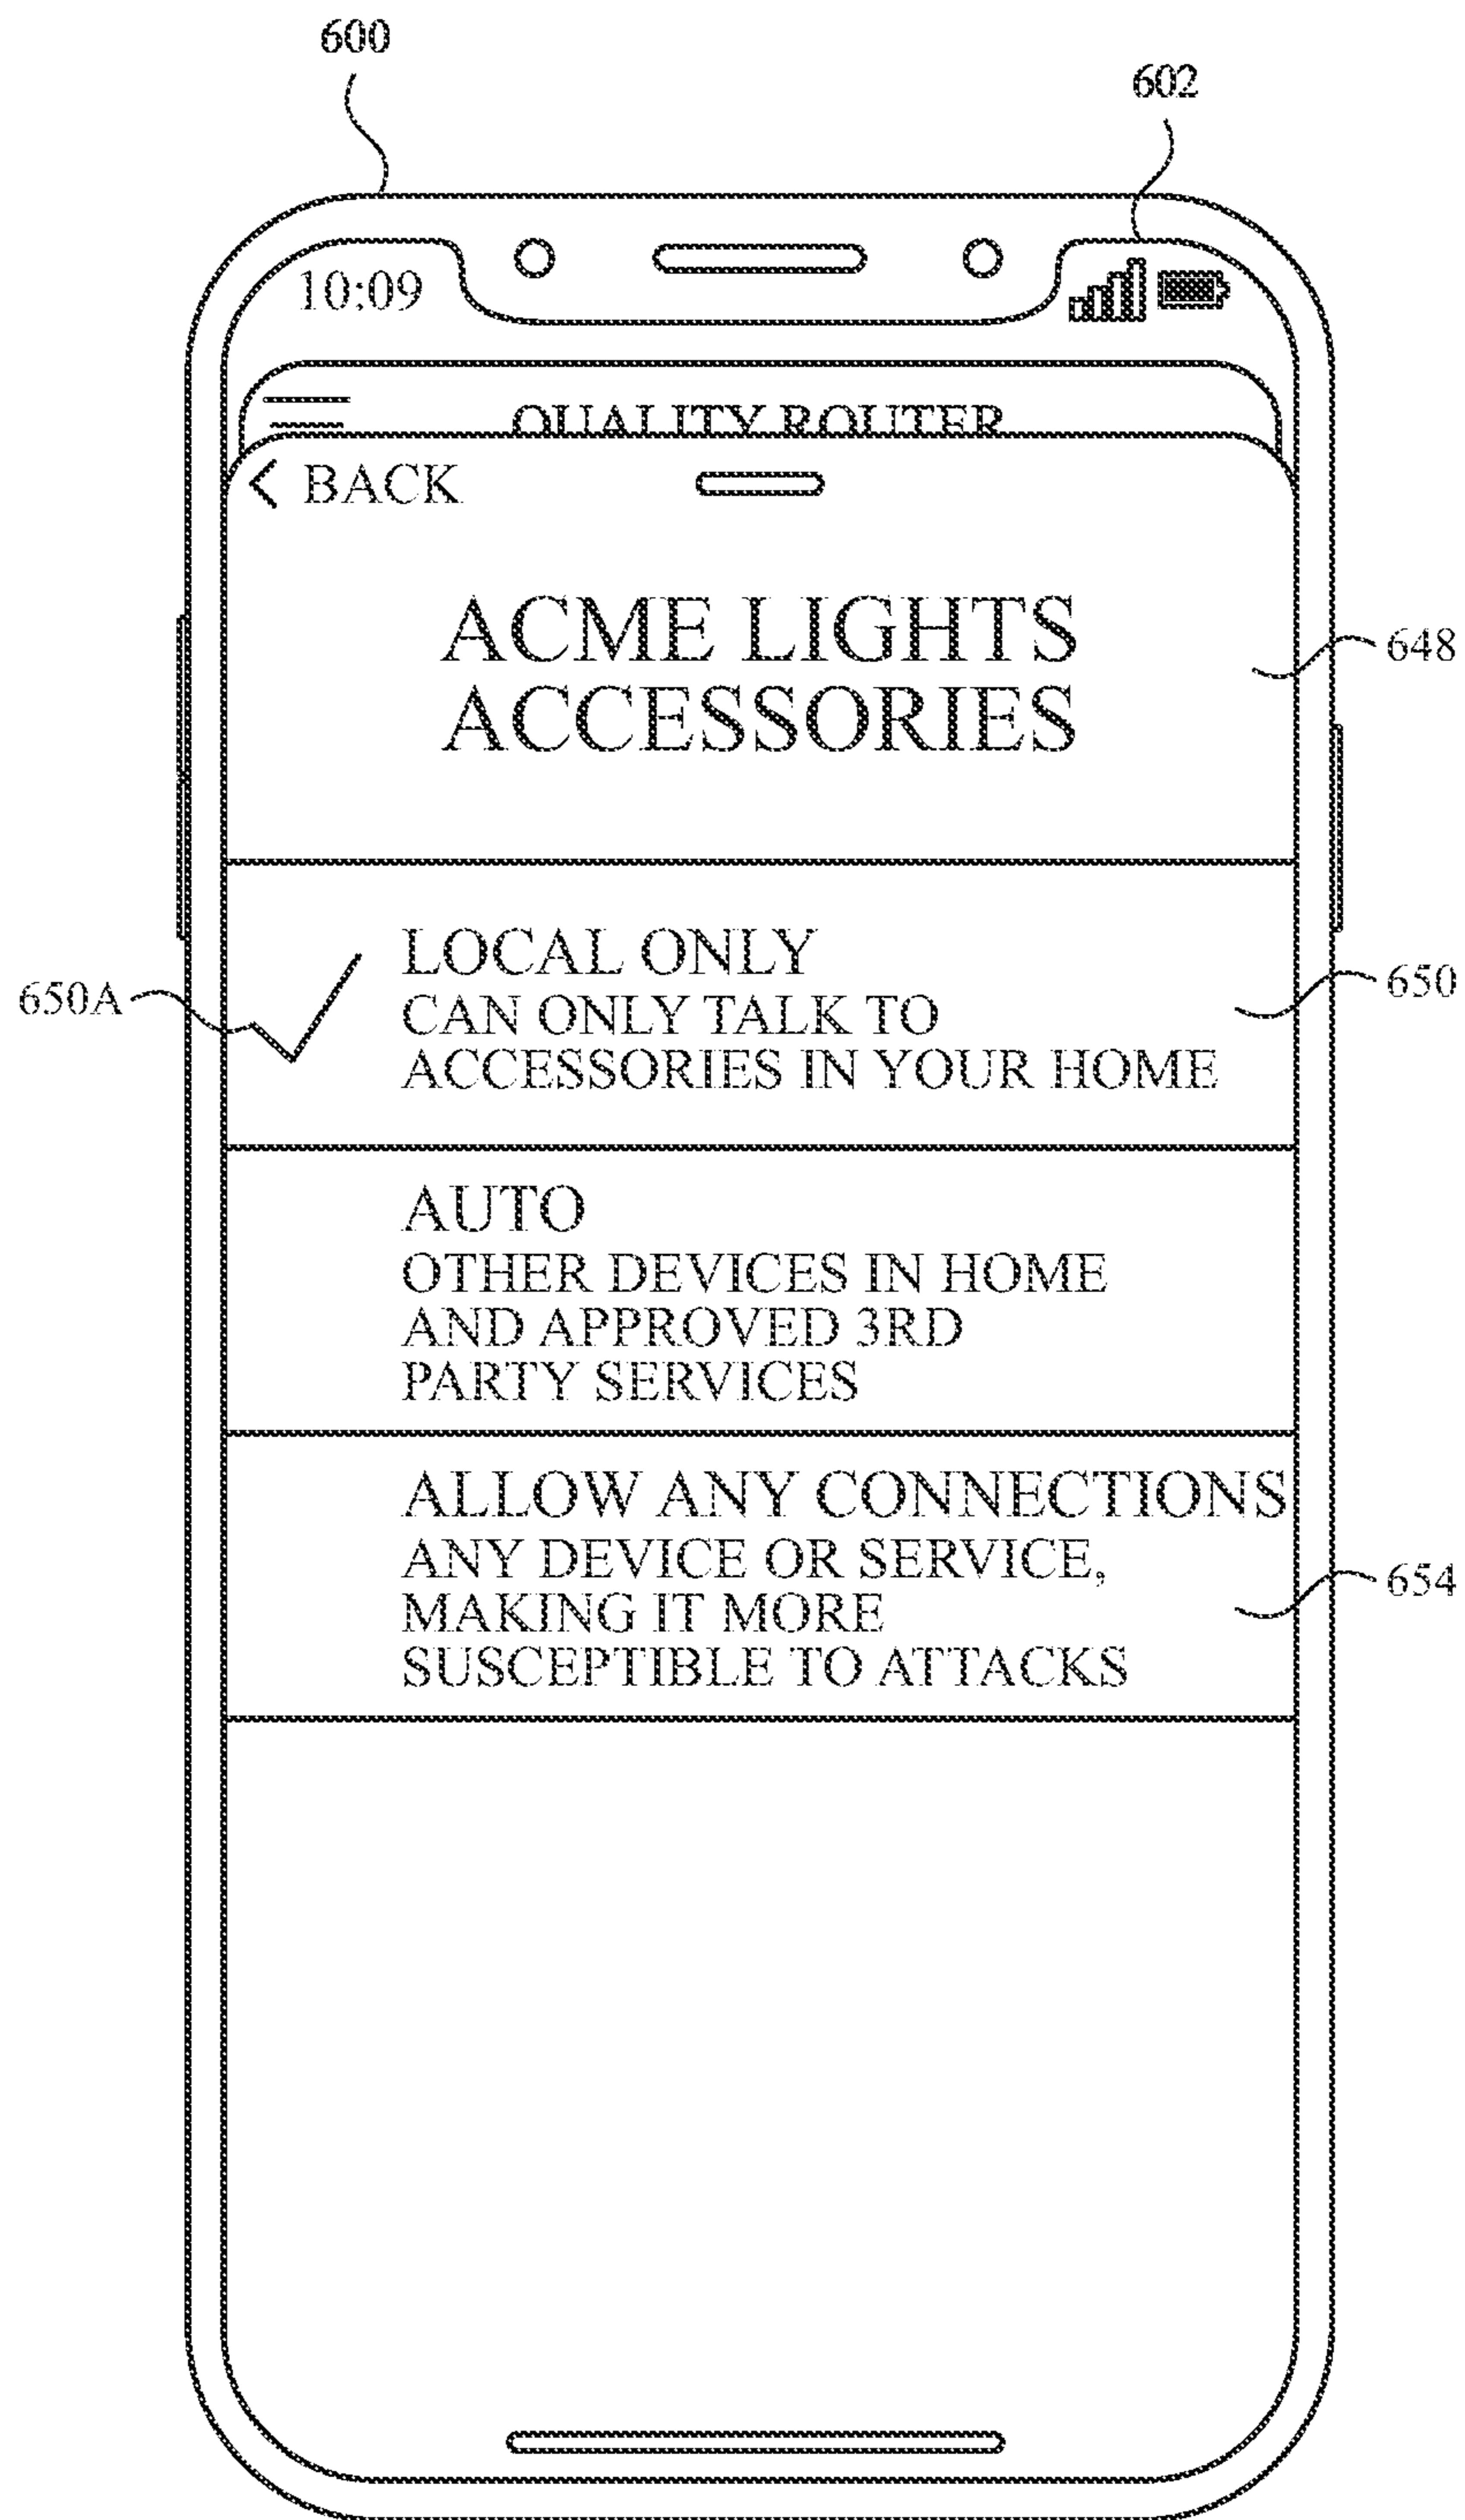 600
602
10:09
QUALITY ROUTER
BACK
ACME LIGHTS
ACCESSORIES
648
LOCAL ONLY
CAN ONLY TALK TO
ACCESSORIES IN YOUR HOME
650A
650
AUTO
OTHER DEVICES IN HOME
AND APPROVED 3RD
PARTY SERVICES
ALLOW ANY CONNECTIONS
ANY DEVICE OR SERVICE,
MAKING IT MORE
SUSCEPTIBLE TO ATTACKS
654